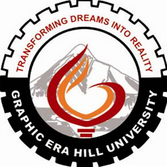 TRANSFORMING DREAMS INTO REALITY
GRAPHIC ERA HILL UNIVERSITY